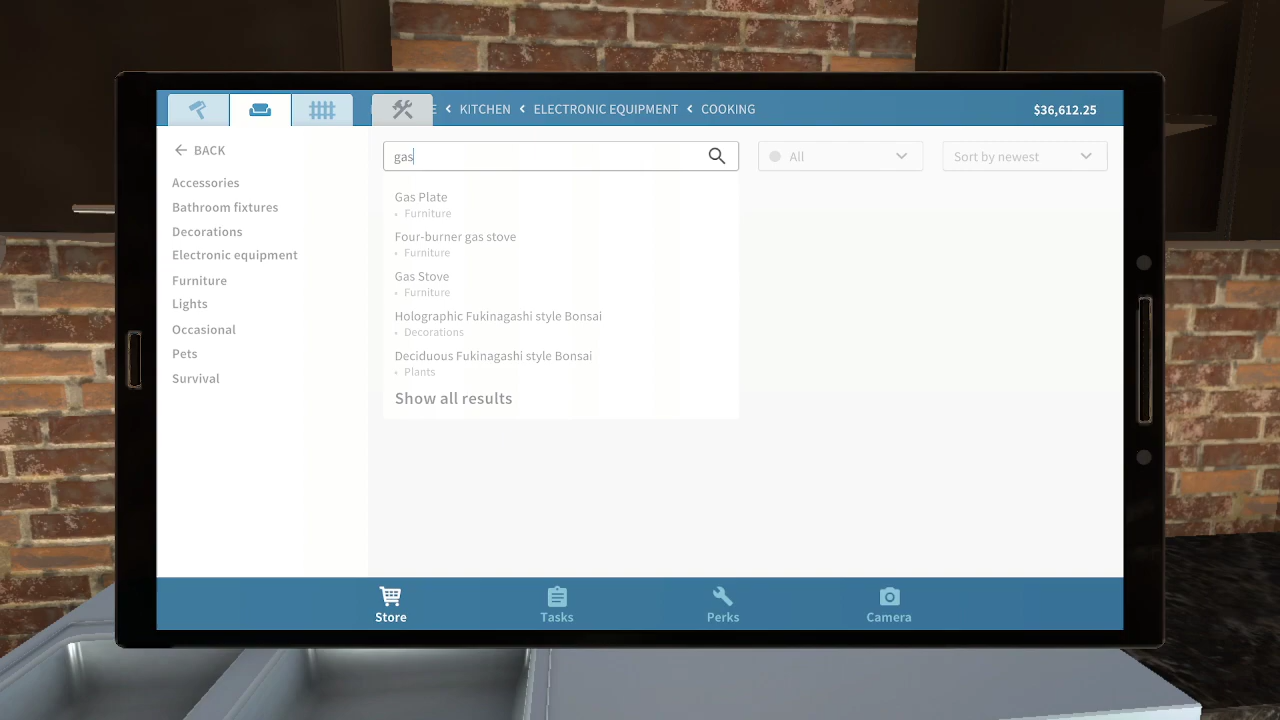 E < KITCHEN < ELECTRONIC EQUIPMENT < COOKING
$36,612.25
BACK
Accessories
Bathroom fixtures
Decorations
Electronic equipment
Furniture
Lights
Occasional
Pets
Survival
gas
All
Sort by newest
Gas Plate
• Furniture
Four-burner gas stove
• Furniture
Gas Stove
• Furniture
Holographic Fukinagashi style Bonsai
• Decorations
Deciduous Fukinagashi style Bonsai
• Plants
Show all results
Store
Tasks
Perks
Camera